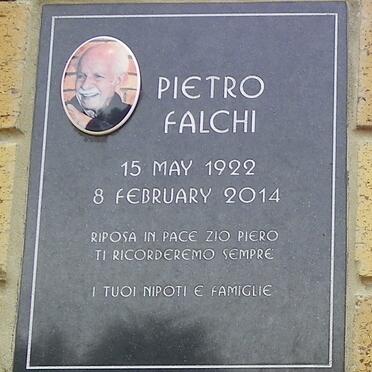 PIETRO
FALCHI
15 MAY 1922
8 FEBRUARY 2014
RIPOSA IN PACE ZIO PIERO
TI RICORDEREMO SEMPRE
I TUOI NIPOTI E FAMIGLIE